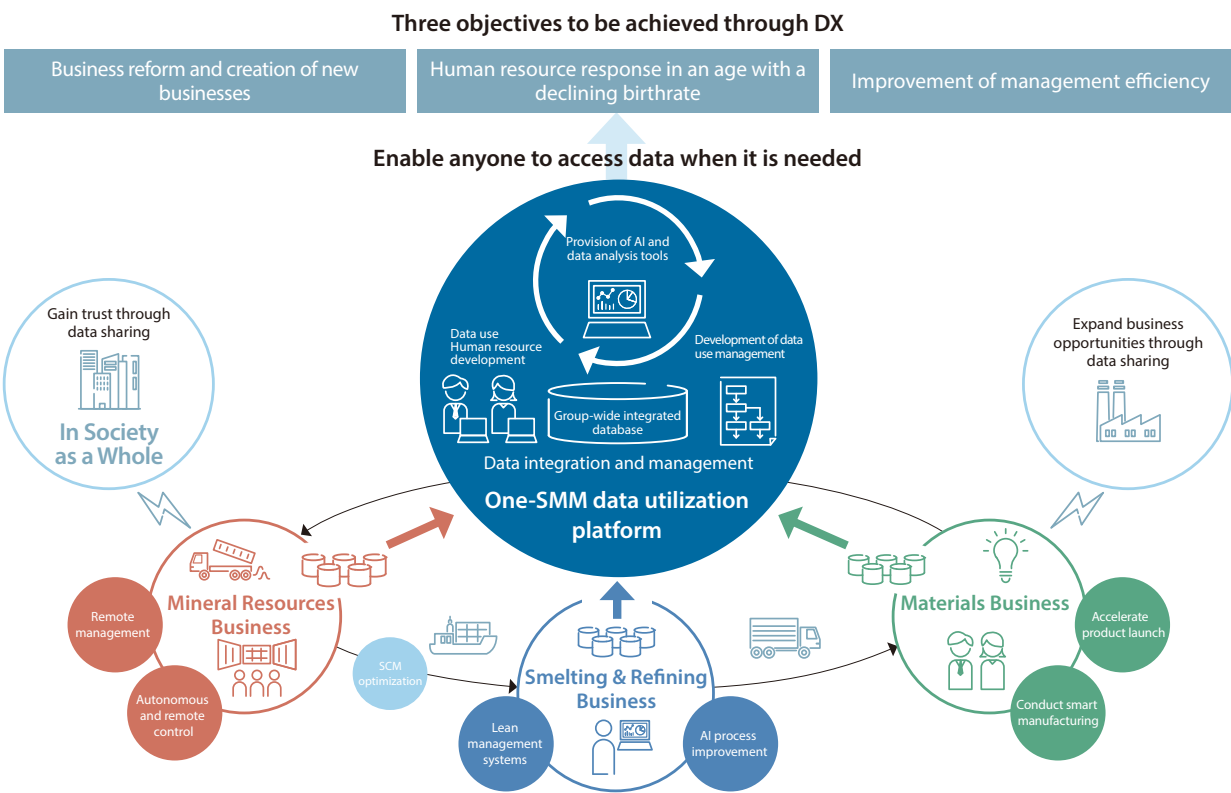 Three objectives to be achieved through DX
Business reform and creation of new
businesses
Human resource response in an age with a
declining birthrate
Improvement of management efficiency
Enable anyone to access data when it is needed
Provision of AI and
data analysis tools
Data use
Human resource
development
Development of data
use management
Group-wide integrated
database
Data integration and management
One-SMM data utilization
platform
Gain trust through
data sharing
In Society
as a Whole
Expand business
opportunities through
data sharing
Mineral Resources
Business
Remote
management
Autonomous
and remote
control
SCM
optimization
Smelting & Refining
Business
Lean
management
systems
AI process
improvement
Materials Business
Accelerate
product launch
Conduct smart
manufacturing